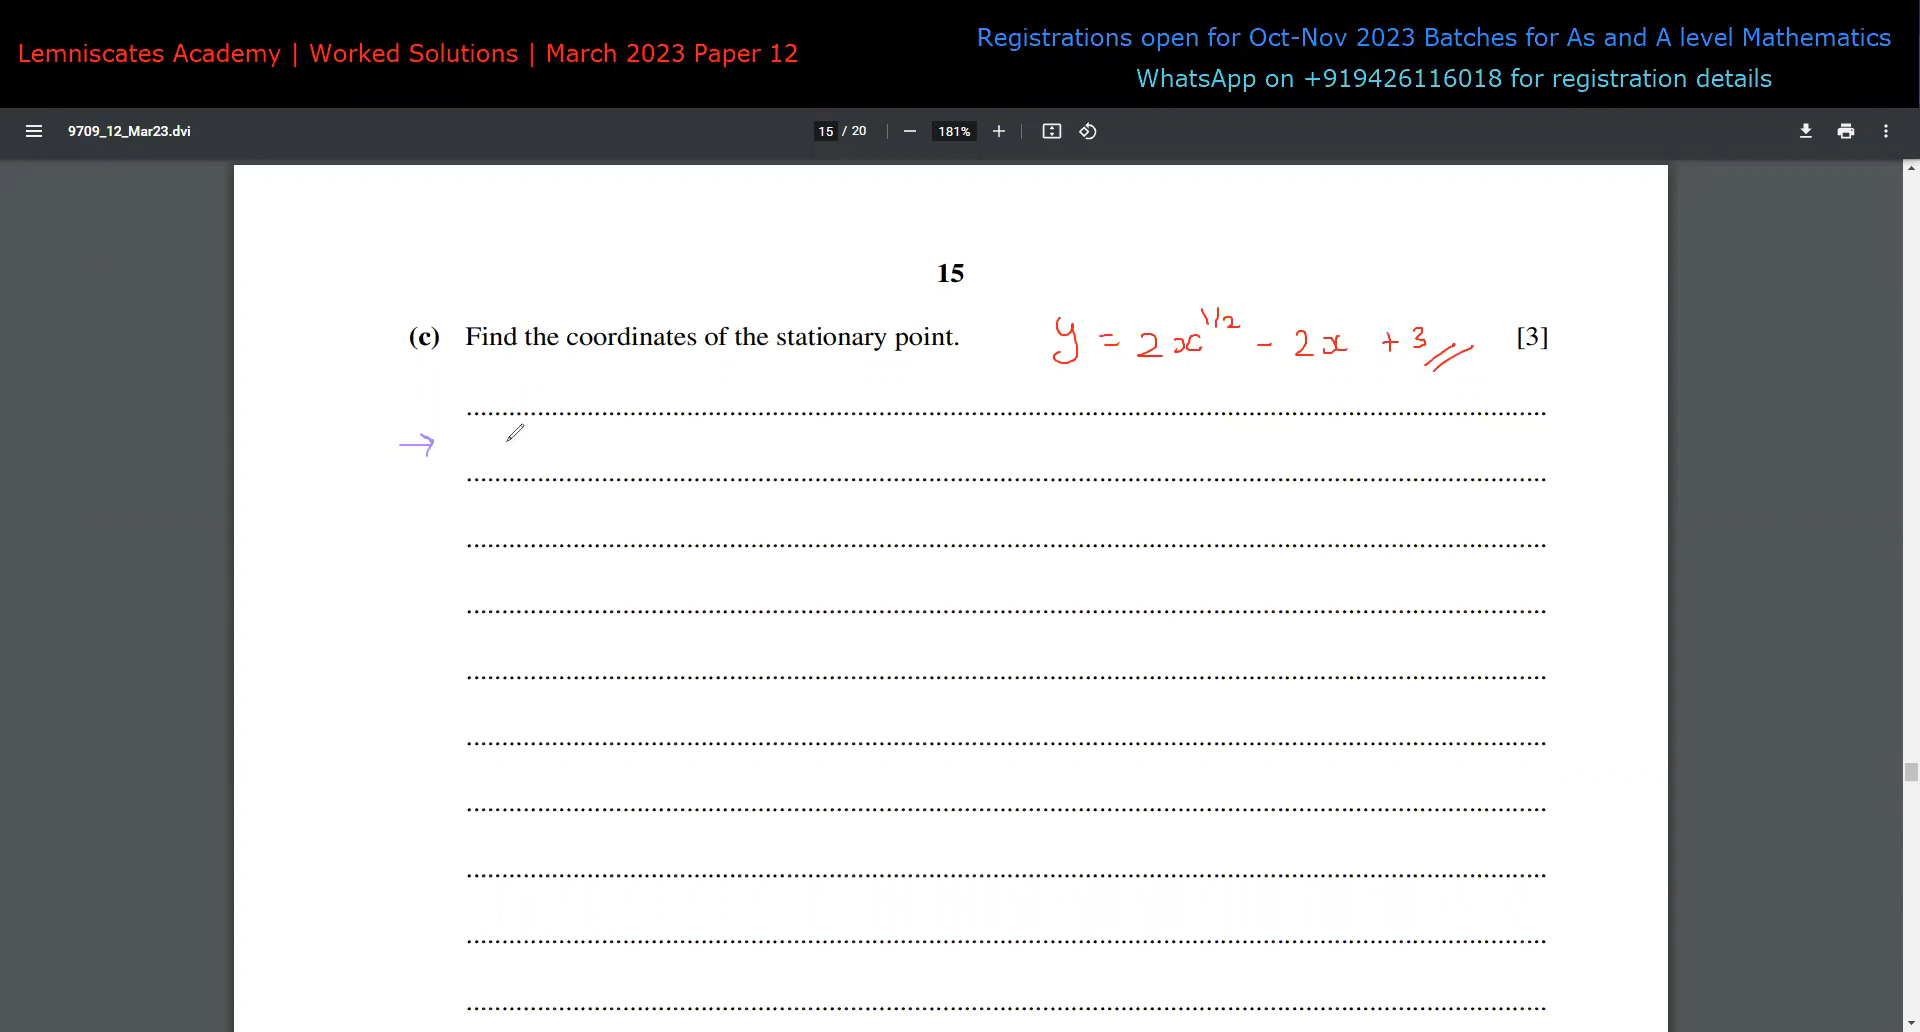 Lemniscates Academy | Worked Solutions | March 2023 Paper 12
Registrations open for Oct-Nov 2023 Batches for As and A level Mathematics
WhatsApp on +919426116018 for registration details
9709_12_Mar23.dvi
15 / 20
181%
15
(c) Find the coordinates of the stationary point. y = 2x^{1/2} - 2x + 3 [3]